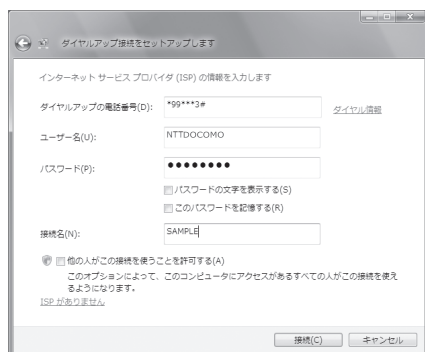 ダイヤルアップ接続をセットアップします
インターネット サービス プロバイダ (ISP) の情報を入力します
ダイヤルアップの電話番号(D): *99***3# ダイヤル情報
ユーザー名(U): NTTDOCOMO
パスワード(P): ●●●●●●●●
パスワードの文字を表示する(S)
このパスワードを記憶する(R)
接続名(N): SAMPLE
他の人がこの接続を使うことを許可する(A)
このオプションによって、このコンピュータにアクセスがあるすべての人がこの接続を使え
るようになります。
ISP がありません
接続(C) キャンセル